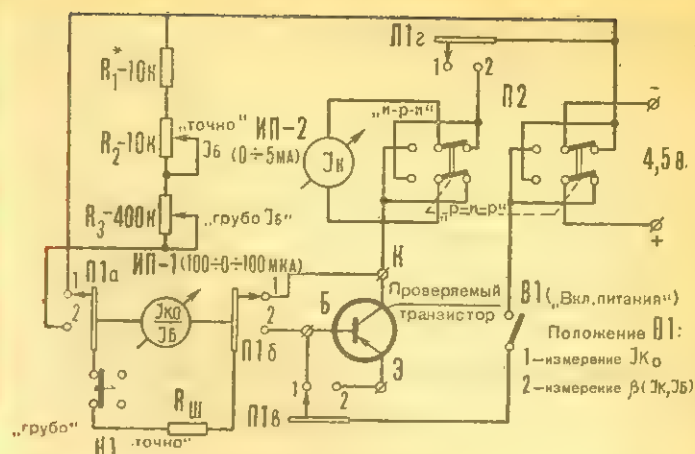 П1г
1 2
П2
R₁*-10к
„точно"
R₂-10к
Jб (0÷5МА)
ИП-2
„н-р-н"
Jк
4,5в.
-
+
R₃-400к
„грубо Jб"
„р-н-р"
ИП-1 (100÷0÷100МКА)
П1а
1
2
Jко
Jб
1
2
П1б
К
Б
Э
Проверяемый
транзистор
В1 („Вкл.питания")
Положение В1:
1-измерение Jко
2-измерение β(Jк,Jб)
1
2
П1в
Rш
„грубо"
„точно"